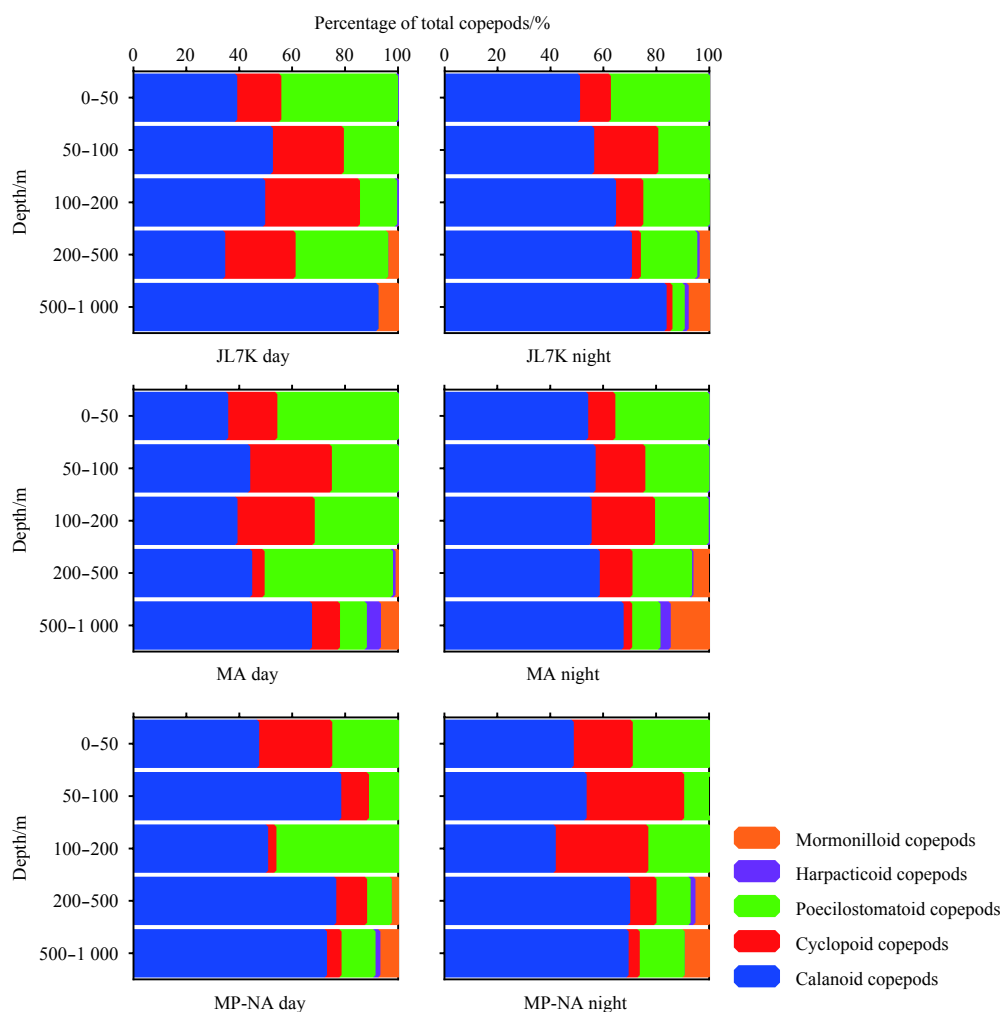 Percentage of total copepods/%
0 20 40 60 80 100 0 20 40 60 80 100
Depth/m
0–50
50–100
100–200
200–500
500–1 000
JL7K day JL7K night
Depth/m
0–50
50–100
100–200
200–500
500–1 000
MA day MA night
Depth/m
0–50
50–100
100–200
200–500
500–1 000
MP-NA day MP-NA night
Mormonilloid copepods
Harpacticoid copepods
Poecilostomatoid copepods
Cyclopoid copepods
Calanoid copepods